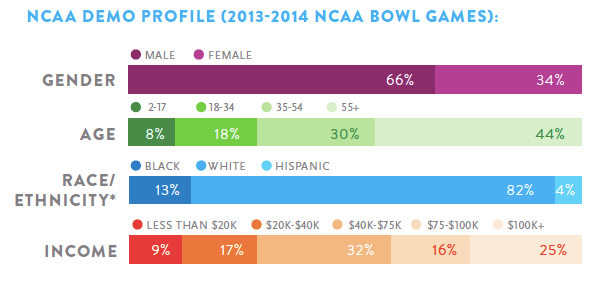 NCAA DEMO PROFILE (2013-2014 NCAA BOWL GAMES):
MALE FEMALE
GENDER 66% 34%
2-17 18-34 35-54 55+
AGE 8% 18% 30% 44%
BLACK WHITE HISPANIC
RACE/
ETHNICITY* 13% 82% 4%
LESS THAN $20K $20K-$40K $40K-$75K $75-$100K $100K+
INCOME 9% 17% 32% 16% 25%